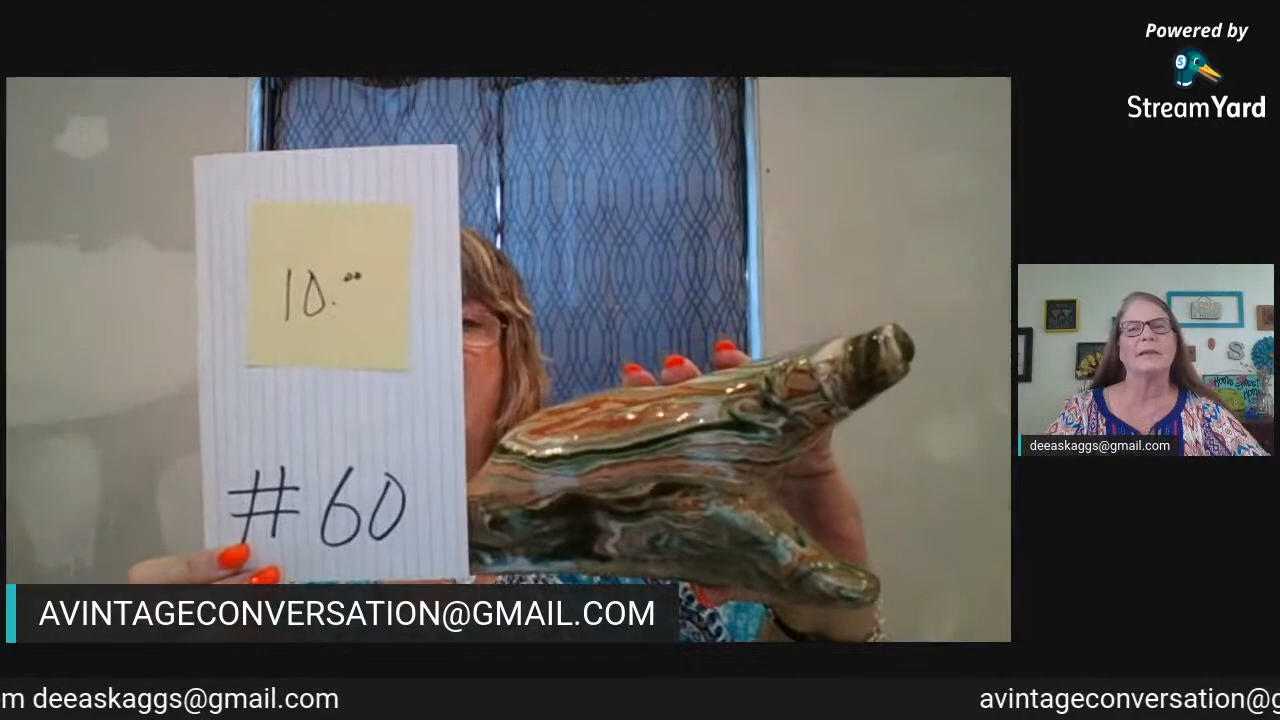 Powered by
StreamYard
10.00
#60
deeaskaggs@gmail.com
AVINTAGECONVERSATION@GMAIL.COM
m deeaskaggs@gmail.com
avintageconversation@g